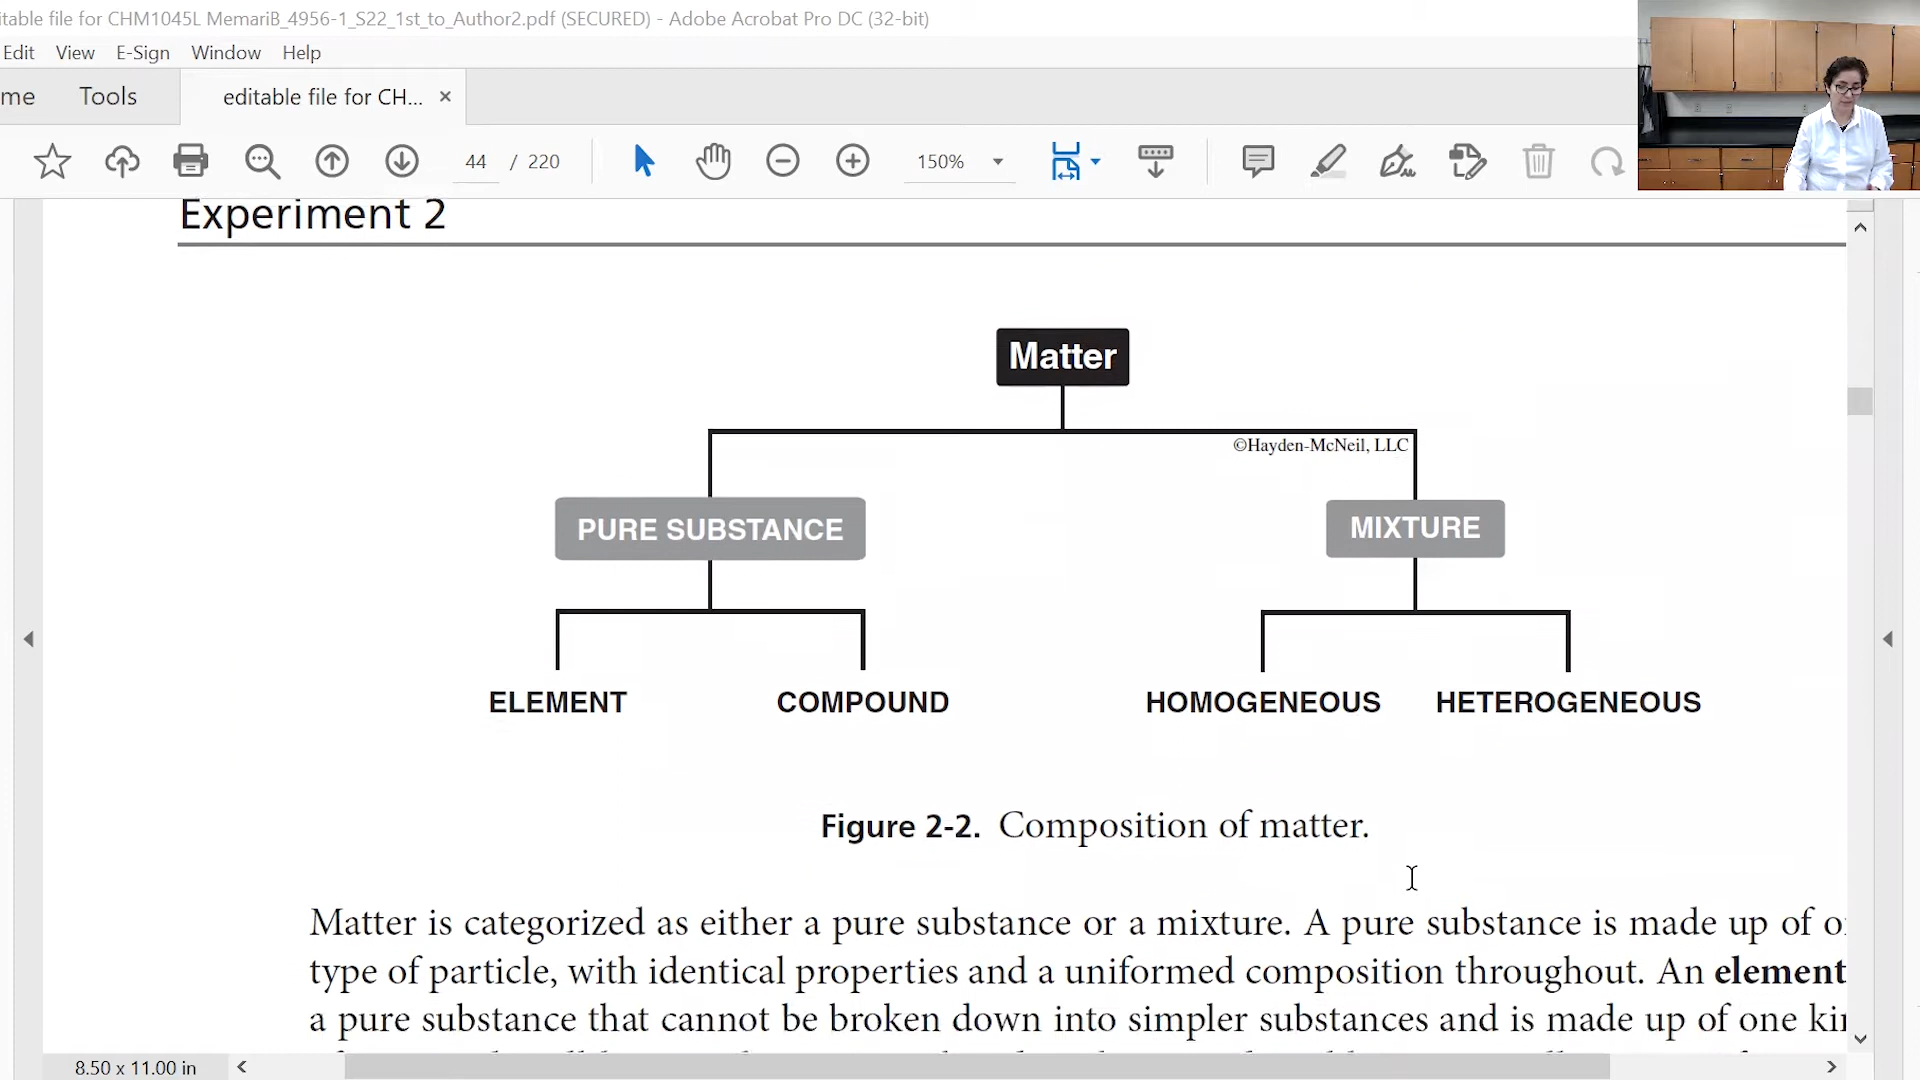 itable file for CHM1045L MemariB_4956-1_S22_1st_to_Author2.pdf (SECURED) - Adobe Acrobat Pro DC (32-bit)
Edit View E-Sign Window Help
me Tools editable file for CH... ×
44 / 220 150%
Experiment 2
Matter
©Hayden-McNeil, LLC
PURE SUBSTANCE MIXTURE
ELEMENT COMPOUND HOMOGENEOUS HETEROGENEOUS
Figure 2-2. Composition of matter.
Matter is categorized as either a pure substance or a mixture. A pure substance is made up of o
type of particle, with identical properties and a uniformed composition throughout. An element
a pure substance that cannot be broken down into simpler substances and is made up of one ki
8.50 x 11.00 in